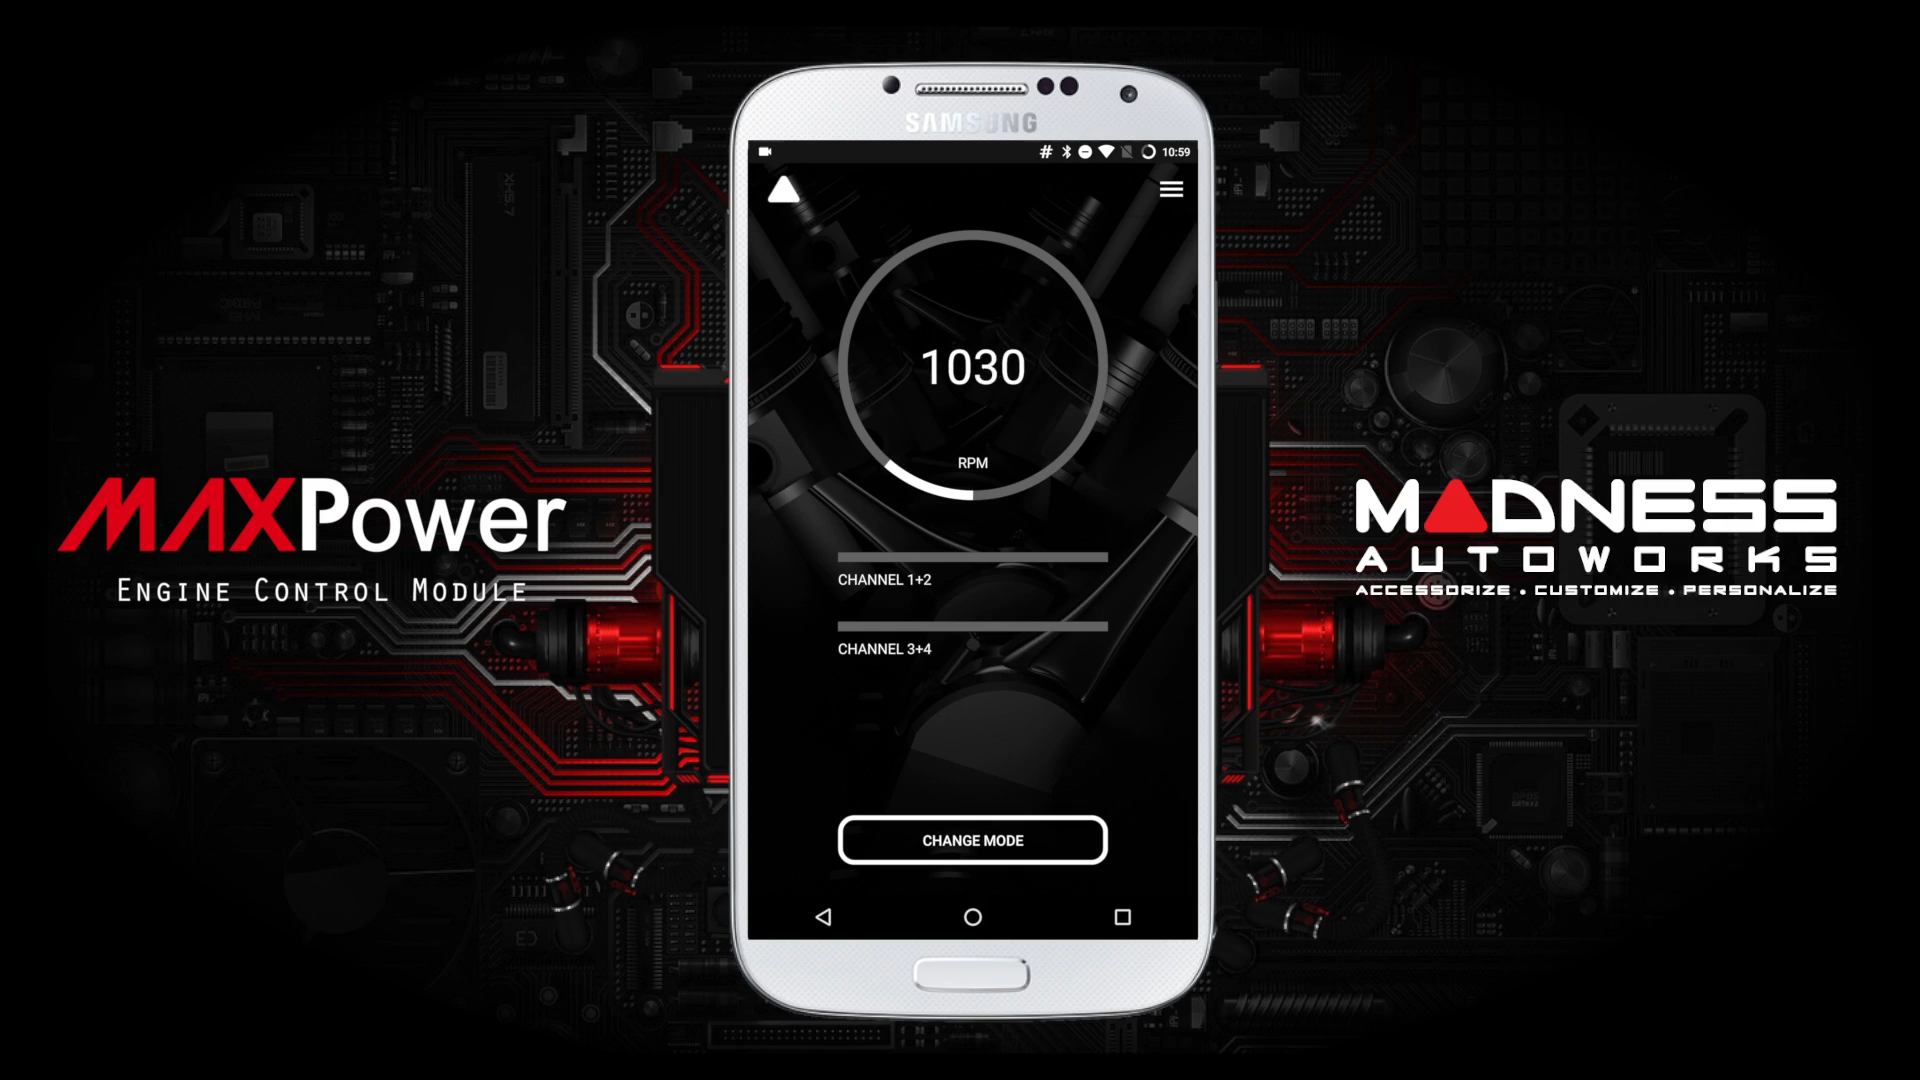 SAMSUNG
10:59
1030
RPM
CHANNEL 1+2
CHANNEL 3+4
CHANGE MODE
MAXPower
ENGINE CONTROL MODULE
MADNESS
AUTOWORKS
ACCESSORIZE • CUSTOMIZE • PERSONALIZE